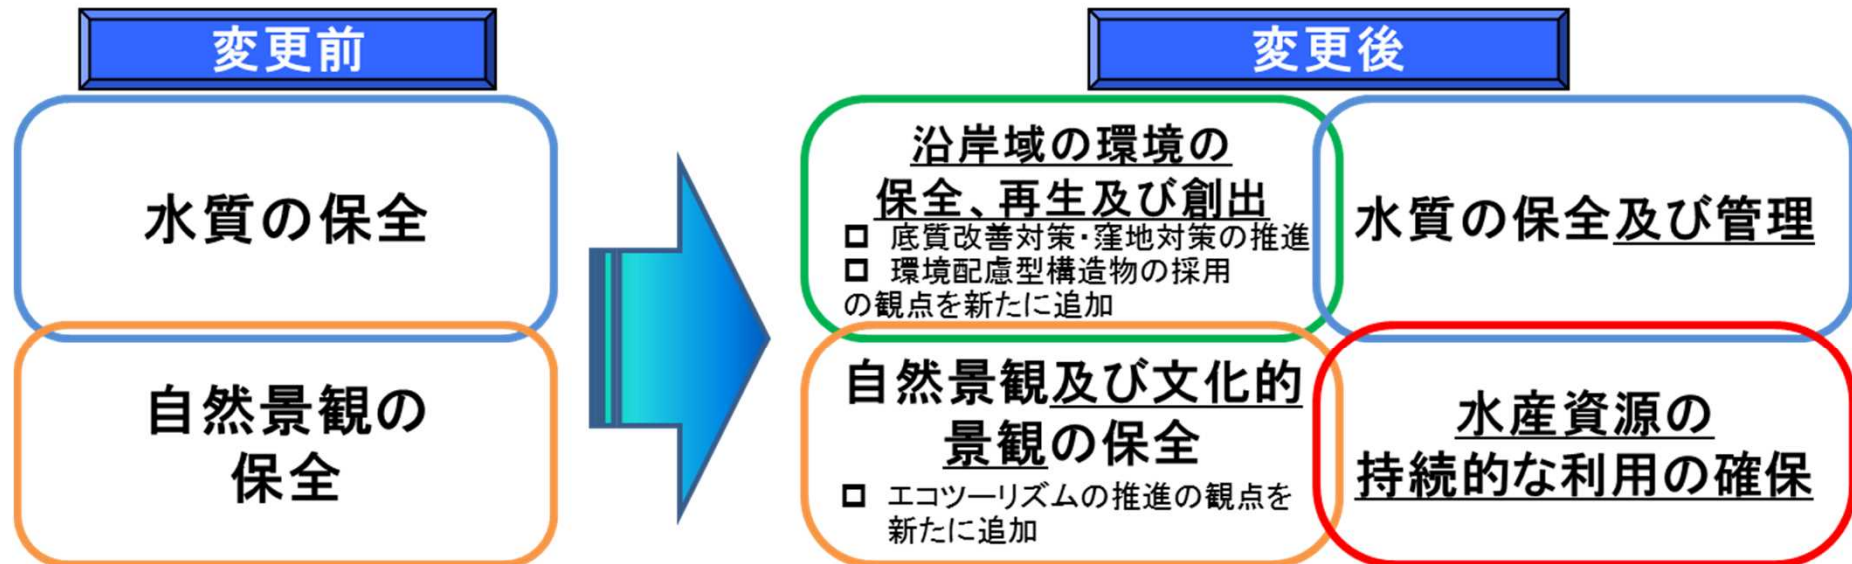 変更前
水質の保全
自然景観の
保全
変更後
沿岸域の環境の
保全、再生及び創出
□ 底質改善対策・窪地対策の推進
□ 環境配慮型構造物の採用
の観点を新たに追加
水質の保全及び管理
自然景観及び文化的
景観の保全
□ エコツーリズムの推進の観点を
新たに追加
水産資源の
持続的な利用の確保